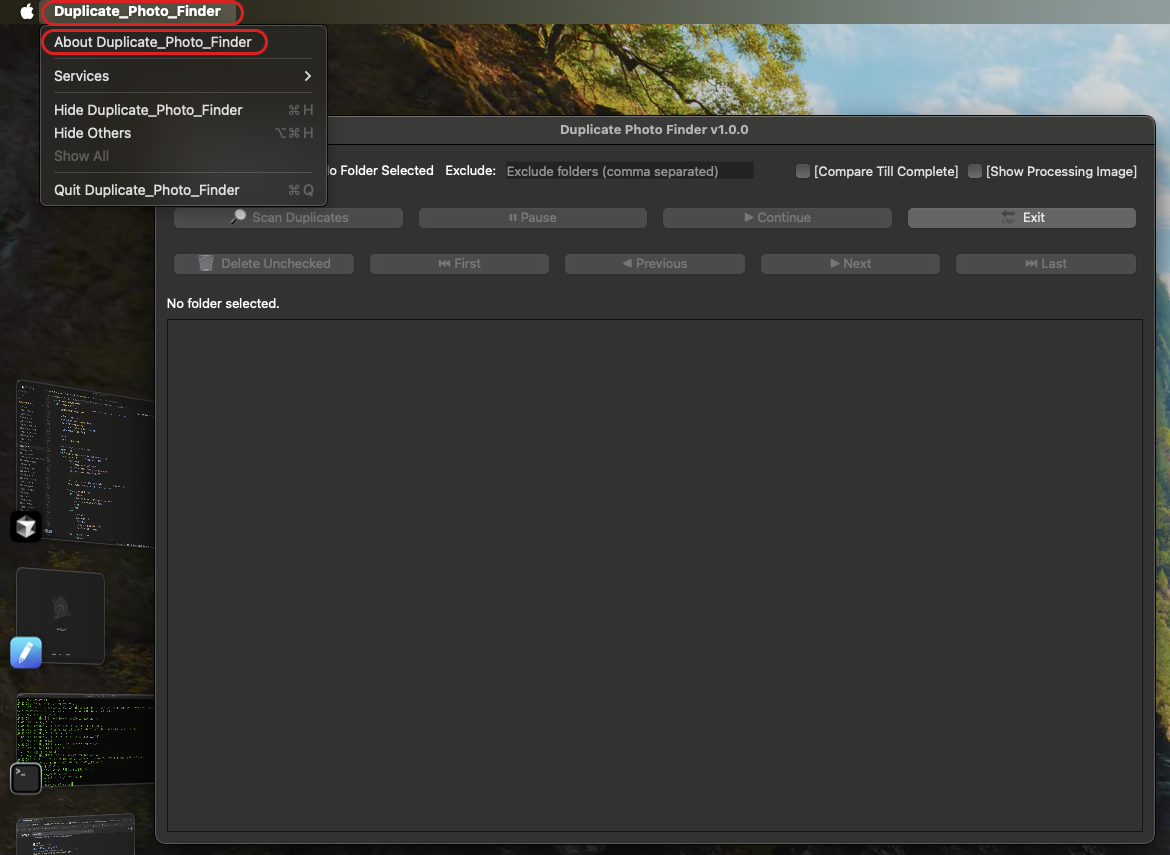 Duplicate_Photo_Finder
About Duplicate_Photo_Finder
Services
Hide Duplicate_Photo_Finder ⌘ H
Hide Others ⌥⌘ H
Show All
Quit Duplicate_Photo_Finder ⌘ Q
Duplicate Photo Finder v1.0.0
Folder Selected Exclude: Exclude folders (comma separated) [Compare Till Complete] [Show Processing Image]
Scan Duplicates Pause Continue Exit
Delete Unchecked First Previous Next Last
No folder selected.